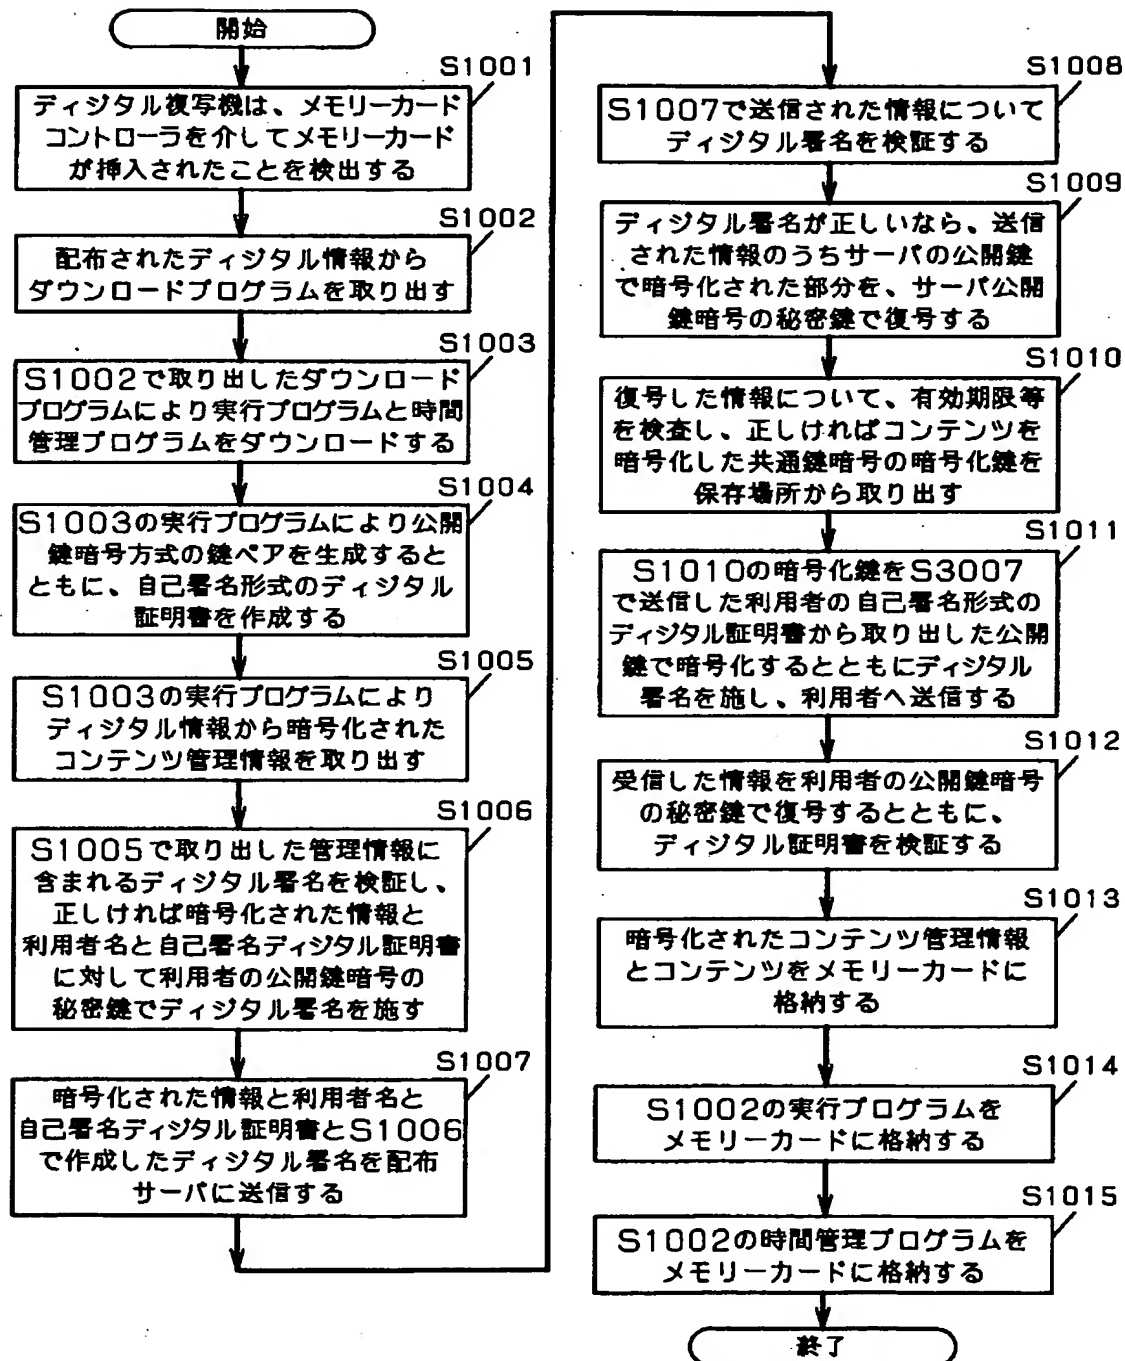 開始
S1001
ディジタル複写機は、メモリーカード
コントローラを介してメモリーカード
が挿入されたことを検出する
S1002
配布されたディジタル情報から
ダウンロードプログラムを取り出す
S1003
S1002で取り出したダウンロード
プログラムにより実行プログラムと時間
管理プログラムをダウンロードする
S1004
S1003の実行プログラムにより公開
鍵暗号方式の鍵ペアを生成すると
ともに、自己署名形式のディジタル
証明書を作成する
S1005
S1003の実行プログラムにより
ディジタル情報から暗号化された
コンテンツ管理情報を取り出す
S1006
S1005で取り出した管理情報に
含まれるディジタル署名を検証し、
正しければ暗号化された情報と
利用者名と自己署名ディジタル証明書
に対して利用者の公開鍵暗号の
秘密鍵でディジタル署名を施す
S1007
暗号化された情報と利用者名と
自己署名ディジタル証明書とS1006
で作成したディジタル署名を配布
サーバに送信する
S1008
S1007で送信された情報について
ディジタル署名を検証する
S1009
ディジタル署名が正しいなら、送信
された情報のうちサーバの公開鍵
で暗号化された部分を、サーバ公開
鍵暗号の秘密鍵で復号する
S1010
復号した情報について、有効期限等
を検査し、正しければコンテンツを
暗号化した共通鍵暗号の暗号化鍵を
保存場所から取り出す
S1011
S1010の暗号化鍵をS3007
で送信した利用者の自己署名形式の
ディジタル証明書から取り出した公開
鍵で暗号化するとともにディジタル
署名を施し、利用者へ送信する
S1012
受信した情報を利用者の公開鍵暗号
の秘密鍵で復号するとともに、
ディジタル証明書を検証する
S1013
暗号化されたコンテンツ管理情報
とコンテンツをメモリーカードに
格納する
S1014
S1002の実行プログラムを
メモリーカードに格納する
S1015
S1002の時間管理プログラムを
メモリーカードに格納する
終了